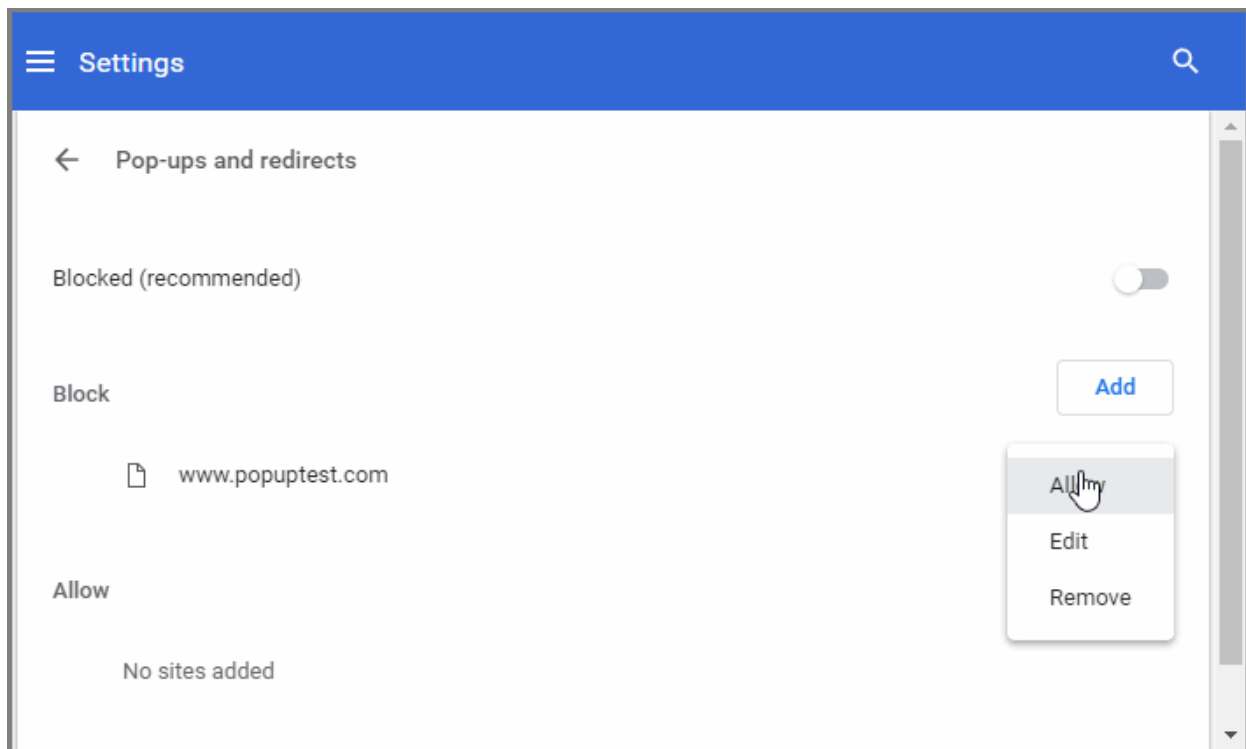 Settings
Pop-ups and redirects
Blocked (recommended)
Block
Add
www.popuptest.com
Edit
Allow
Remove
No sites added